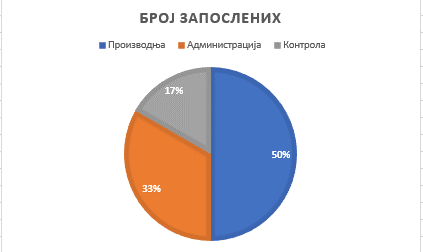 БРОЈ ЗАПОСЛЕНИХ
Производња Администрација Контрола
17%
50%
33%